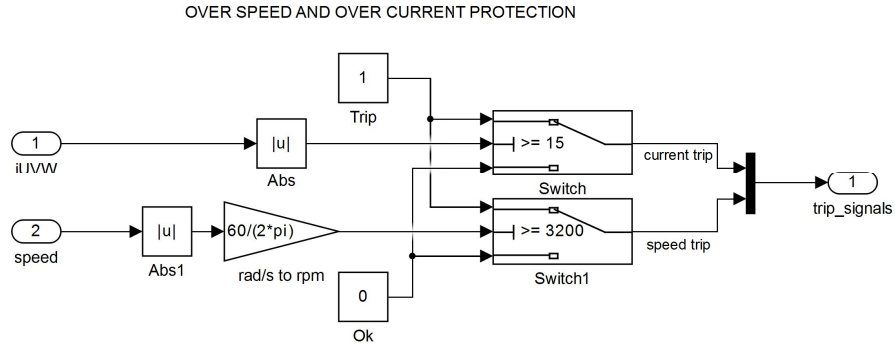 OVER SPEED AND OVER CURRENT PROTECTION
1
Trip
1
iUVW
|u|
Abs
>= 15
Switch
current trip
1
trip_signals
2
speed
|u|
Abs1
60/(2*pi)
rad/s to rpm
>= 3200
Switch1
speed trip
0
Ok